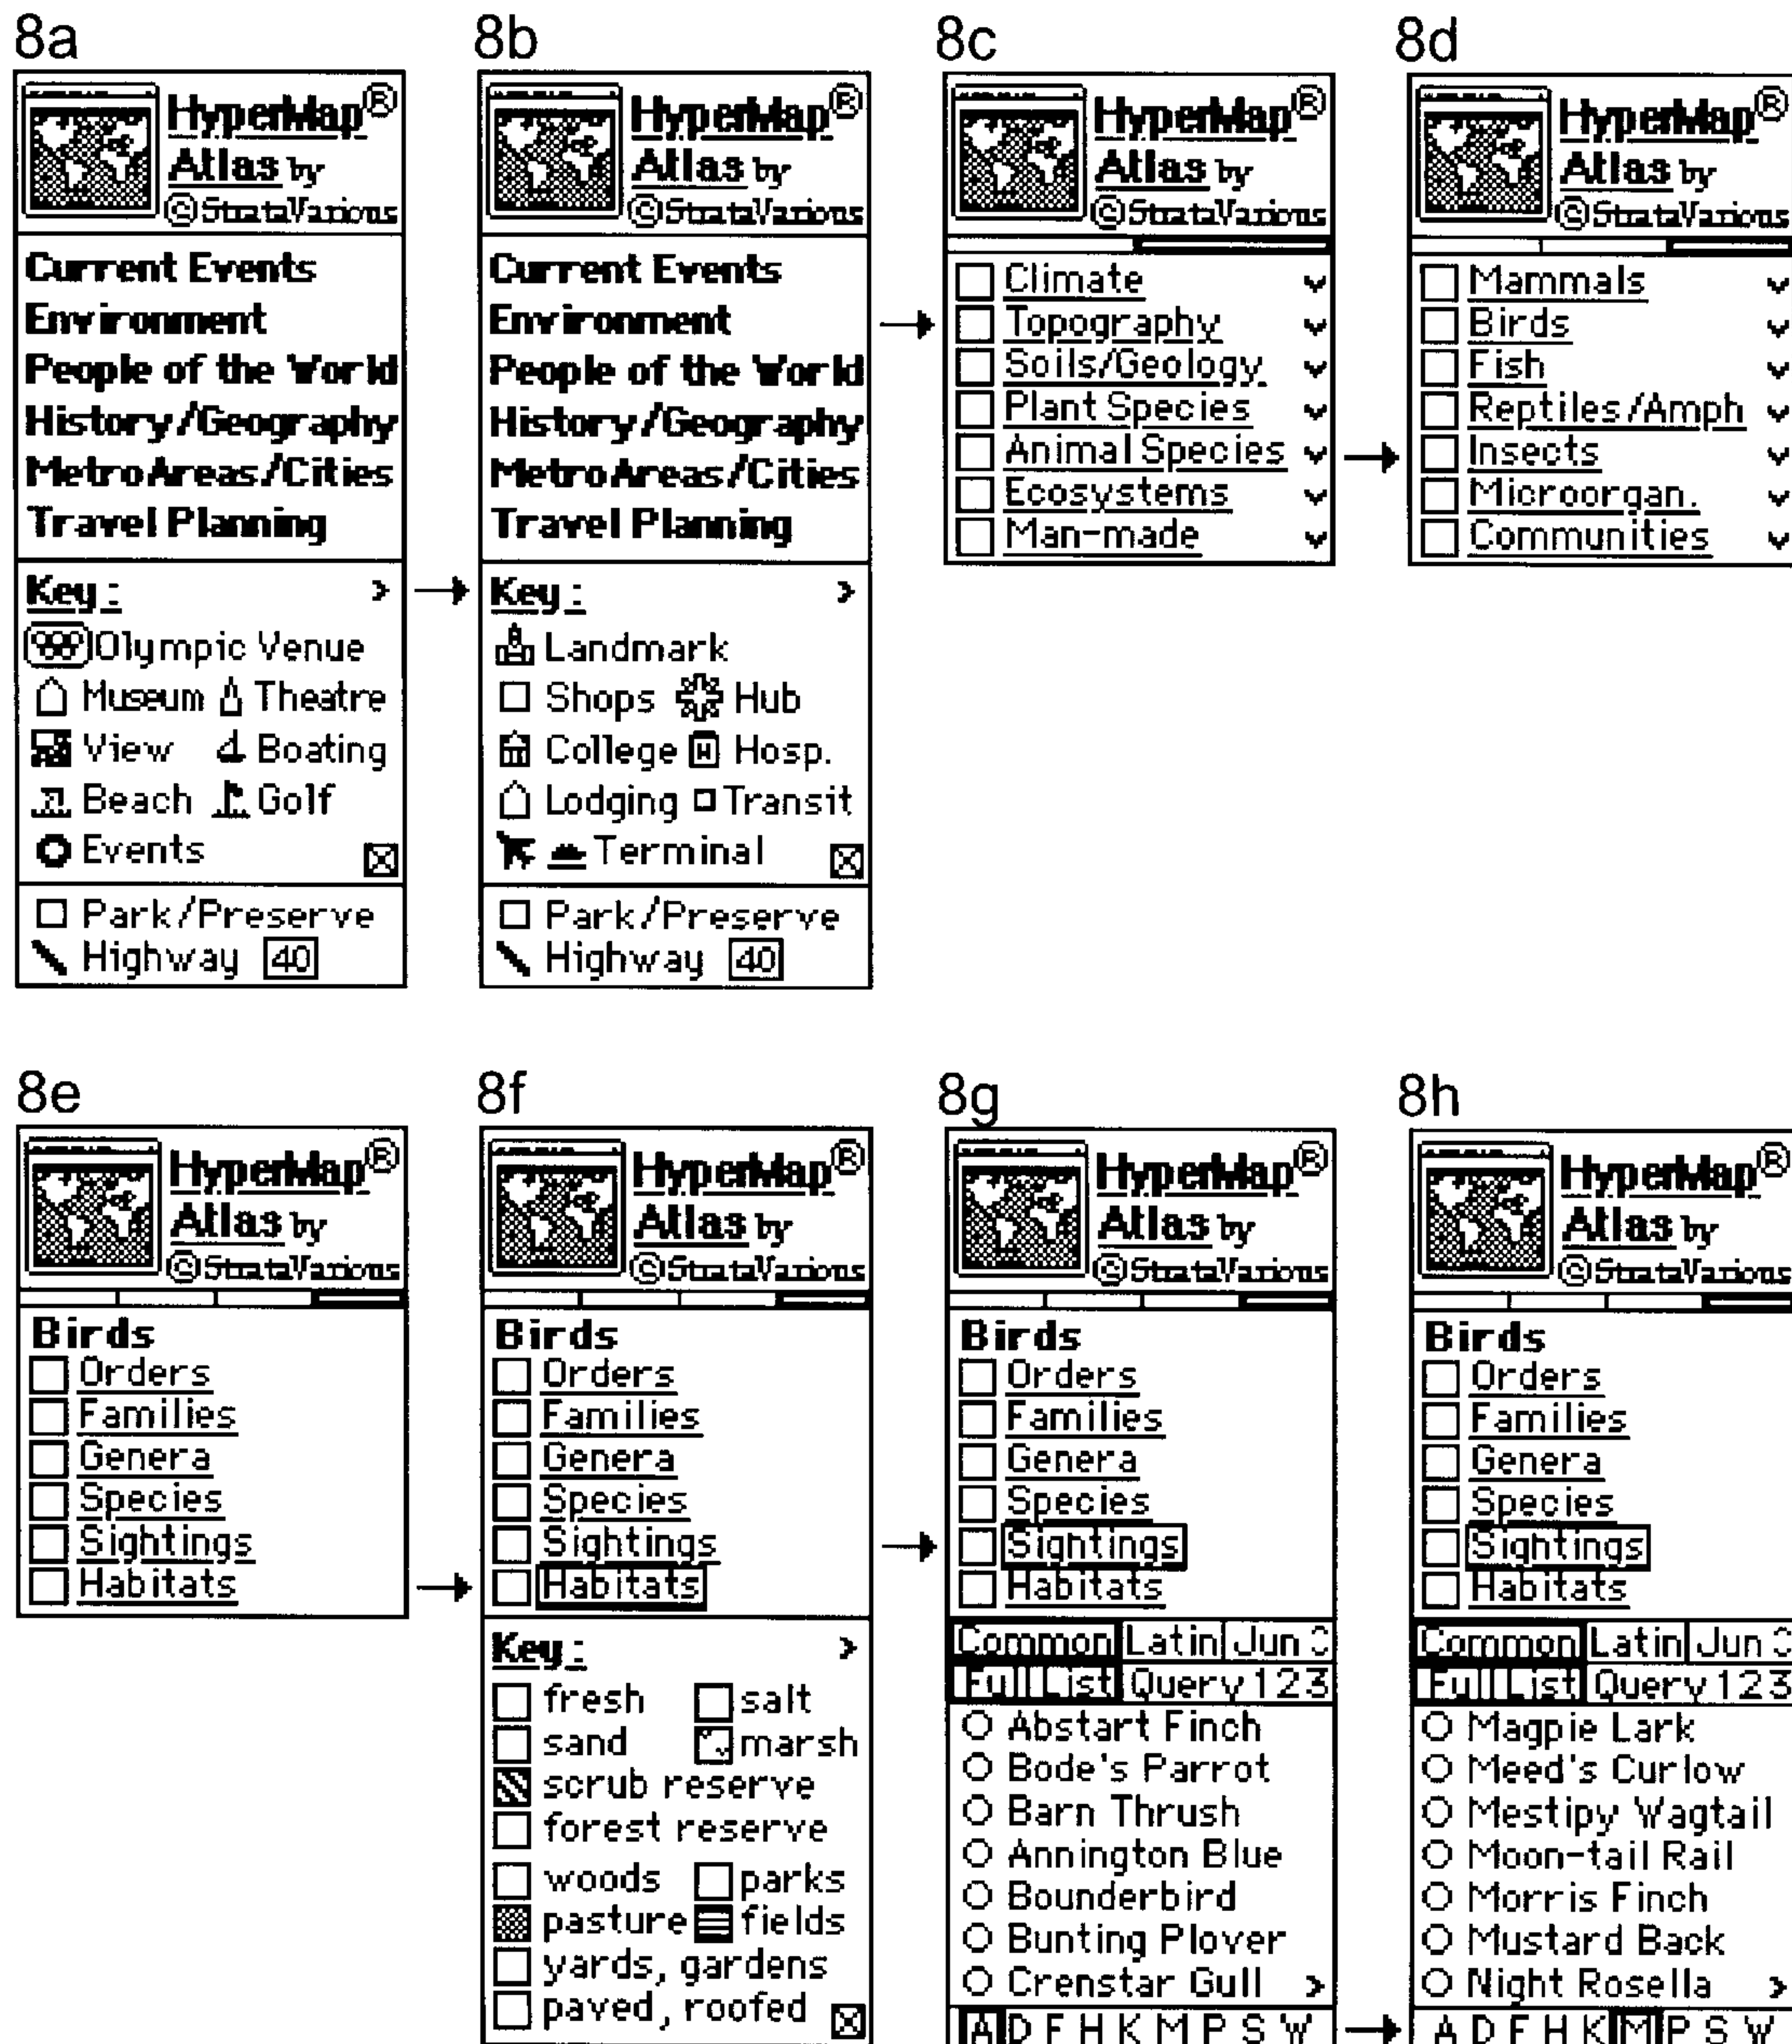 8a
HyperMap®
Atlas by
©StrataVarious
Current Events
Environment
People of the World
History/Geography
Metro Areas/Cities
Travel Planning
Key: >
Olympic Venue
Museum Theatre
View Boating
Beach Golf
Events
Park/Preserve
Highway 40
8b
HyperMap®
Atlas by
©StrataVarious
Current Events
Environment
People of the World
History/Geography
Metro Areas/Cities
Travel Planning
Key: >
Landmark
Shops Hub
College H Hosp.
Lodging Transit
Terminal
Park/Preserve
Highway 40
8c
HyperMap®
Atlas by
©StrataVarious
Climate
Topography
Soils/Geology
Plant Species
Animal Species
Ecosystems
Man-made
8d
HyperMap®
Atlas by
©StrataVarious
Mammals
Birds
Fish
Reptiles/Amph
Insects
Microorgan.
Communities
8e
HyperMap®
Atlas by
©StrataVarious
Birds
Orders
Families
Genera
Species
Sightings
Habitats
8f
HyperMap®
Atlas by
©StrataVarious
Birds
Orders
Families
Genera
Species
Sightings
Habitats
Key: >
fresh salt
sand marsh
scrub reserve
forest reserve
woods parks
pasture fields
yards, gardens
paved, roofed
8g
HyperMap®
Atlas by
©StrataVarious
Birds
Orders
Families
Genera
Species
Sightings
Habitats
Common Latin Jun
Full List Query 123
Abstart Finch
Bode's Parrot
Barn Thrush
Annington Blue
Bounderbird
Bunting Plover
Crenstar Gull >
A D F H K M P S W
8h
HyperMap®
Atlas by
©StrataVarious
Birds
Orders
Families
Genera
Species
Sightings
Habitats
Common Latin Jun
Full List Query 123
Magpie Lark
Meed's Curlow
Mestipy Wagtail
Moon-tail Rail
Morris Finch
Mustard Back
Night Rosella >
A D F H K M P S W